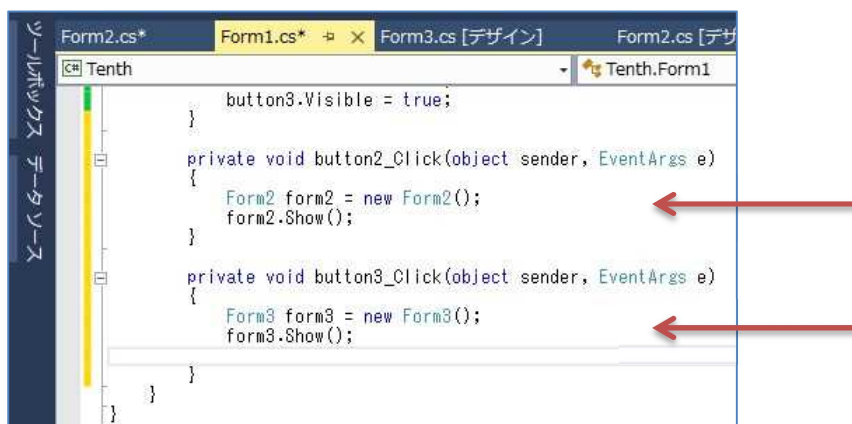 ツールボックス
データ ソース
Form2.cs*
Form1.cs*
Form3.cs [デザイン]
Form2.cs [デザ
C# Tenth
Tenth.Form1
button3.Visible = true;
}
private void button2_Click(object sender, EventArgs e)
{
Form2 form2 = new Form2();
form2.Show();
}
private void button3_Click(object sender, EventArgs e)
{
Form3 form3 = new Form3();
form3.Show();
}
}
}